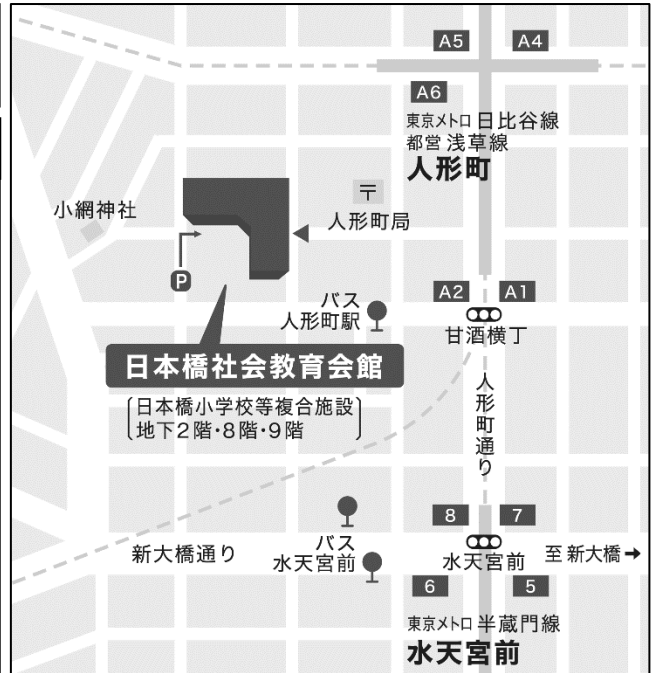 A5
A4
A6
東京メトロ 日比谷線
都営 浅草線
人形町
〒
小網神社
人形町局
P
A2
A1
バス
人形町駅
甘酒横丁
日本橋社会教育会館
日本橋小学校等複合施設
地下2階・8階・9階
人形町通り
8
7
バス
水天宮前
新大橋通り
水天宮前
至 新大橋→
6
5
東京メトロ 半蔵門線
水天宮前